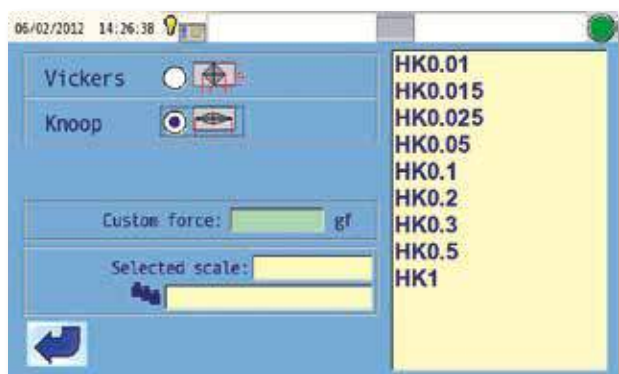 06/02/2012 14:26:38
Vickers
Knoop
Custom force: gf
Selected scale:
HK0.01
HK0.015
HK0.025
HK0.05
HK0.1
HK0.2
HK0.3
HK0.5
HK1